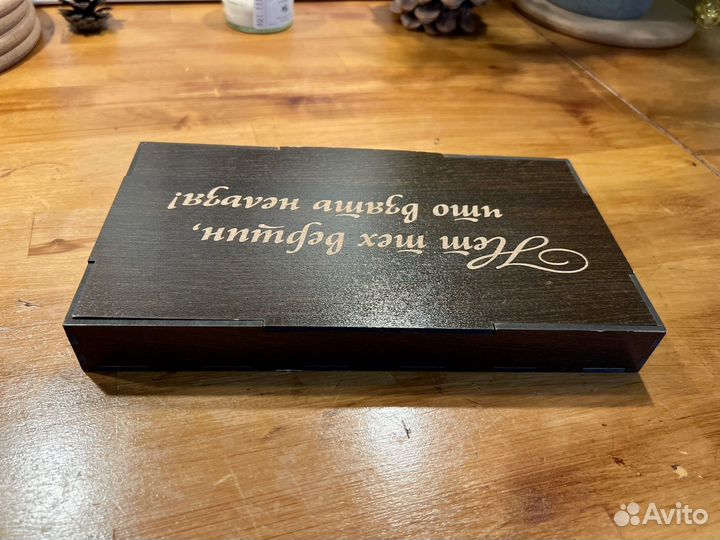 Нет тех вершин,
что взять нельзя!
Avito